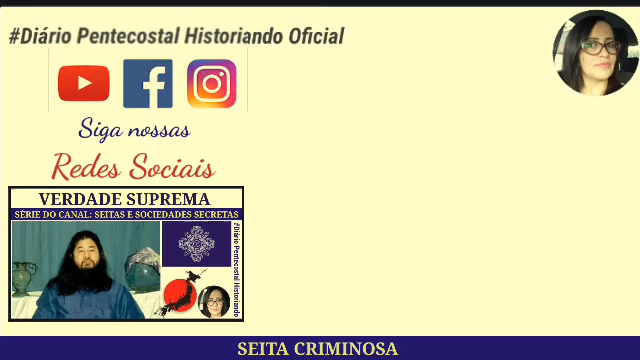 #Diário Pentecostal Historiando Oficial
Siga nossas
Redes Sociais
VERDADE SUPREMA
SÉRIE DO CANAL: SEITAS E SOCIEDADES SECRETAS
#Diário Pentecostal Historiando
SEITA CRIMINOSA